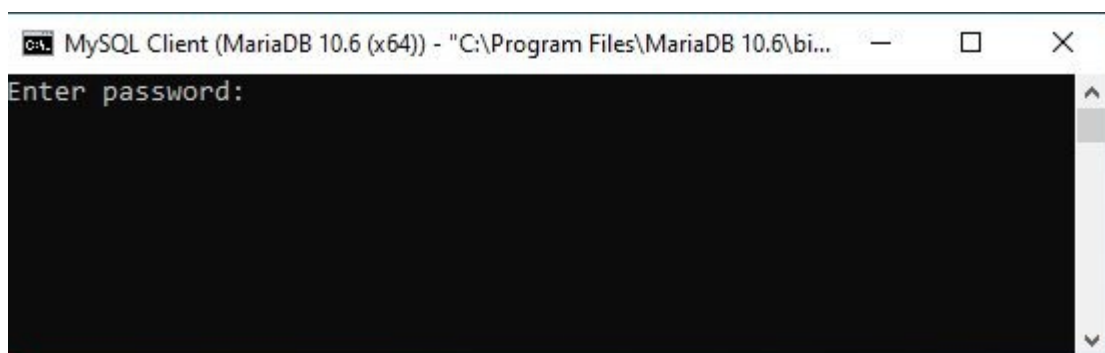 MySQL Client (MariaDB 10.6 (x64)) - "C:\Program Files\MariaDB 10.6\bi...
Enter password: